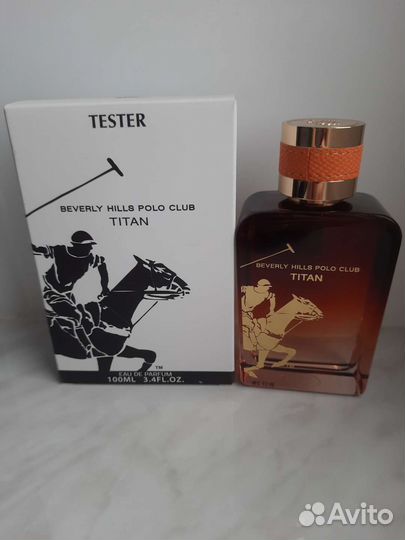 TESTER
BEVERLY HILLS POLO CLUB
TITAN
TM
EAU DE PARFUM
100ML 3.4FL.OZ.
BEVERLY HILLS POLO CLUB
TITAN
Avito